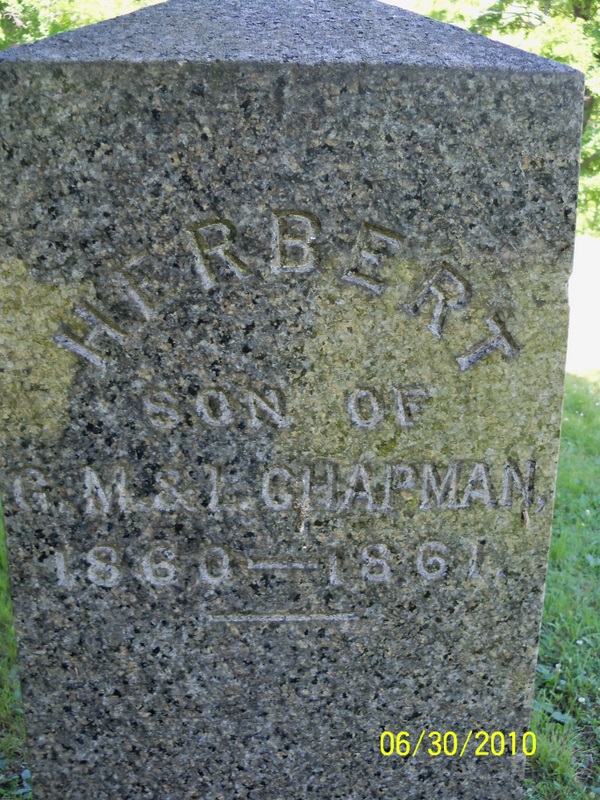 HERBERT
SON OF
G. M. & L. CHAPMAN,
1860 — 1861.
06/30/2010